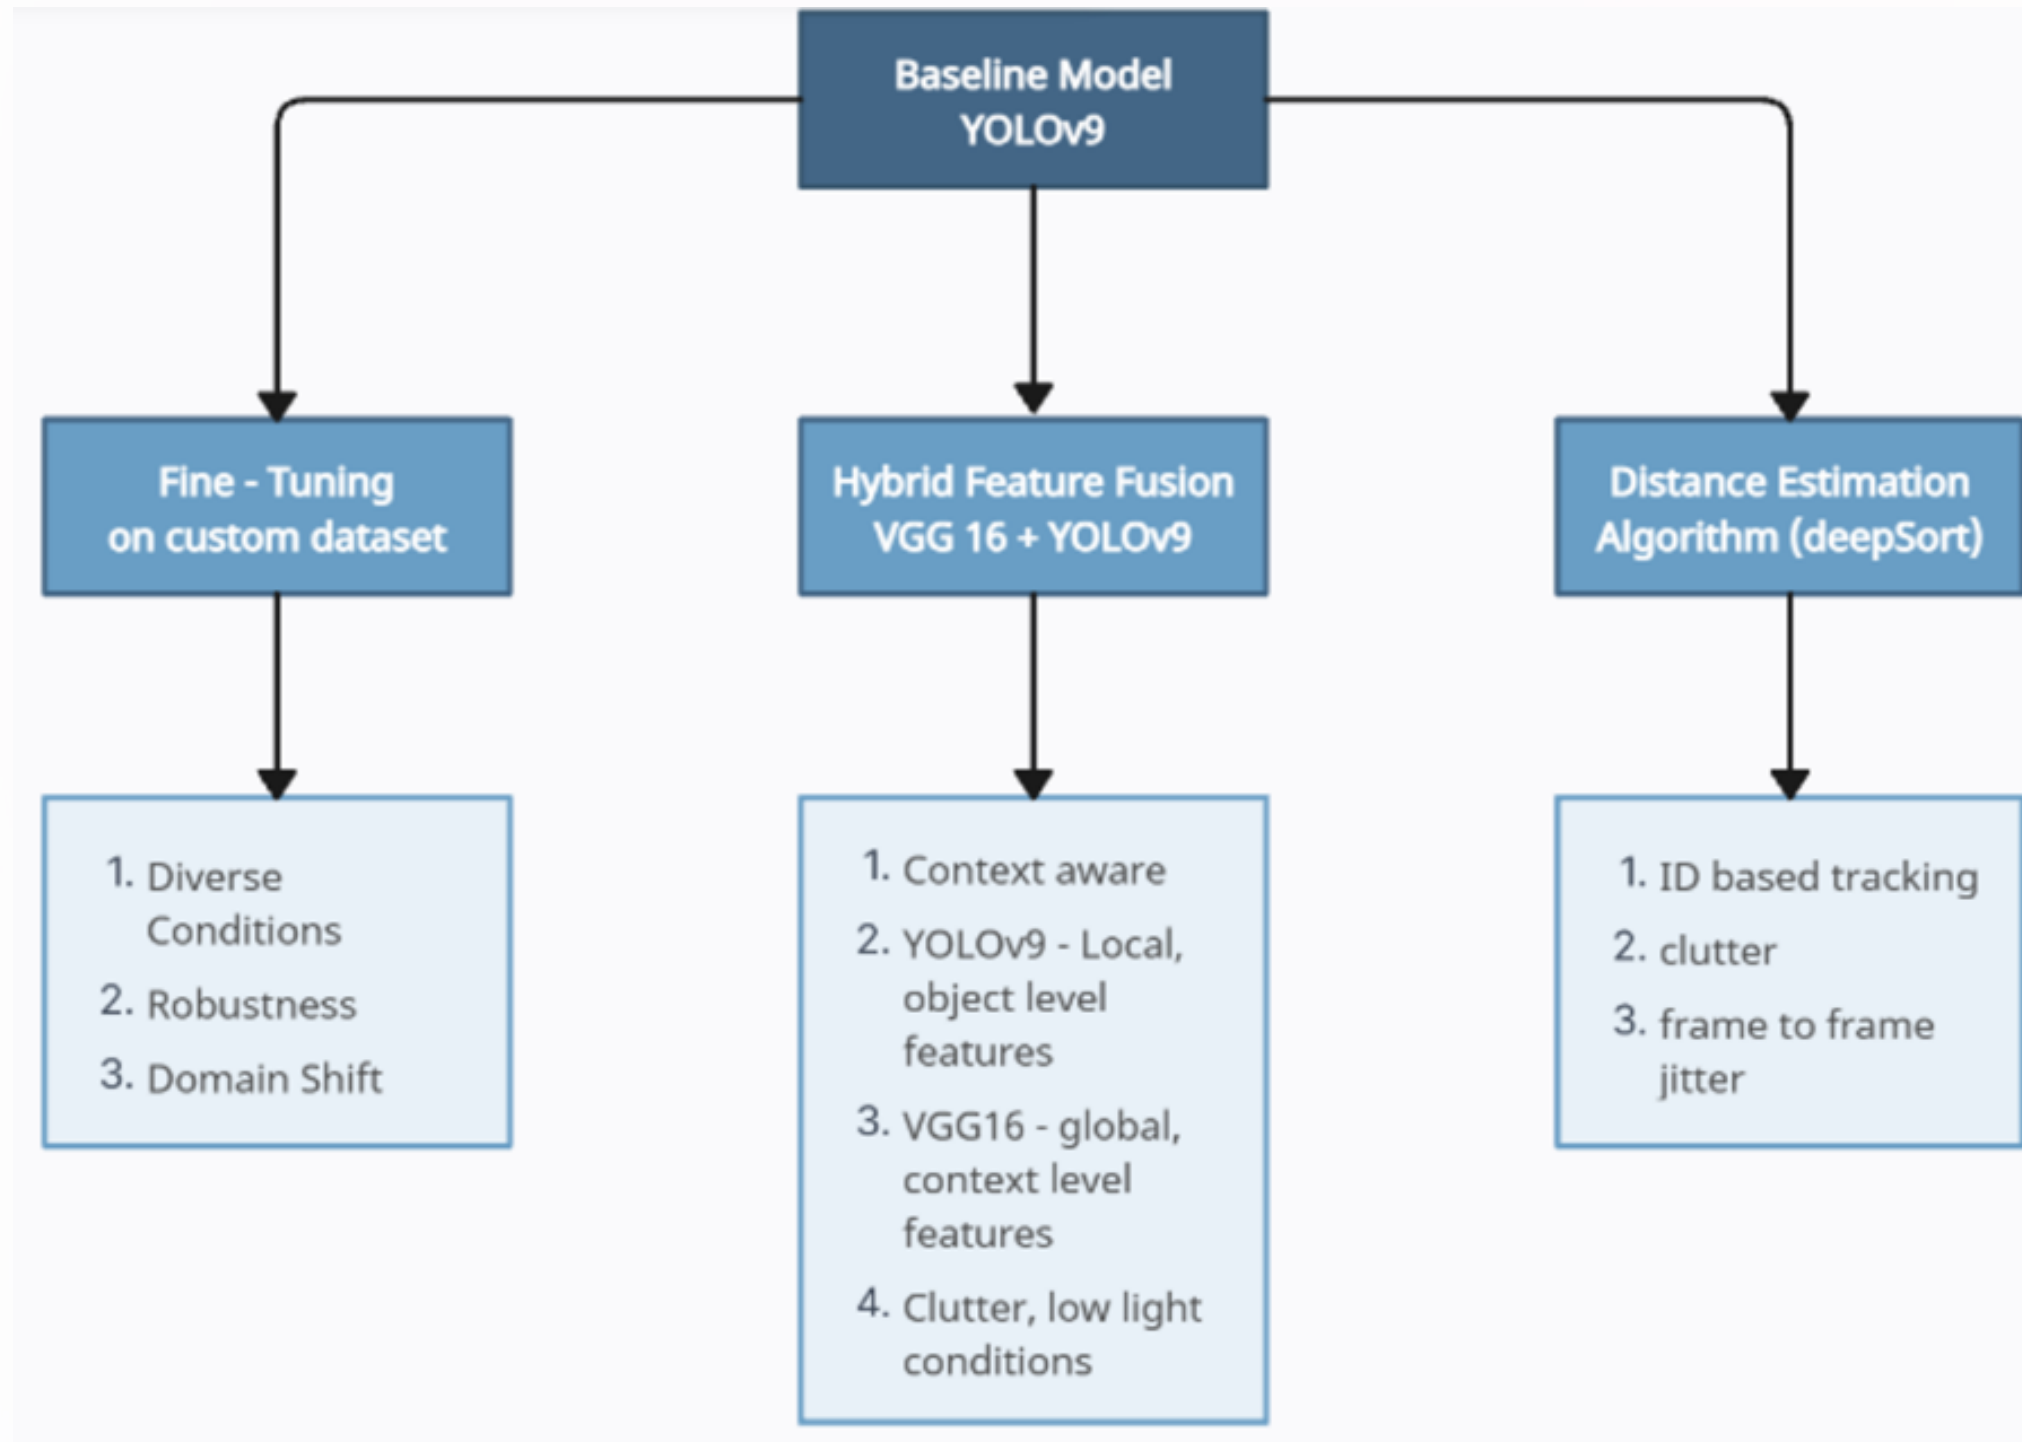 Baseline Model
YOLOv9
Fine - Tuning
on custom dataset
Hybrid Feature Fusion
VGG 16 + YOLOv9
Distance Estimation
Algorithm (deepSort)
1. Diverse
Conditions
2. Robustness
3. Domain Shift
1. Context aware
2. YOLOv9 - Local,
object level
features
3. VGG16 - global,
context level
features
4. Clutter, low light
conditions
1. ID based tracking
2. clutter
3. frame to frame
jitter